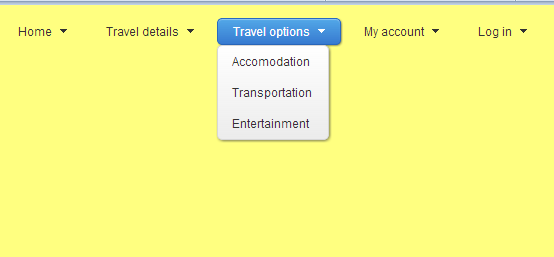 Home Travel details Travel options My account Log in
Accomodation
Transportation
Entertainment